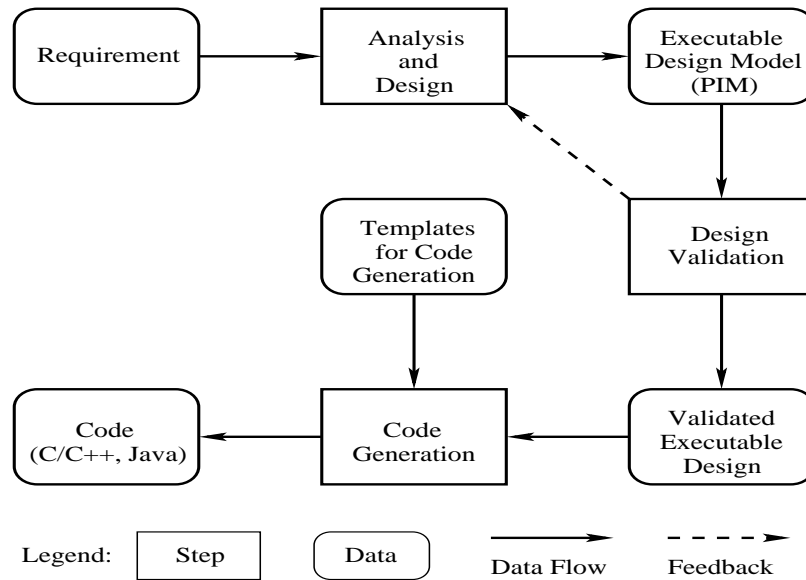 Requirement
Analysis
and
Design
Executable
Design Model
(PIM)
Templates
for Code
Generation
Design
Validation
Code
(C/C++, Java)
Code
Generation
Validated
Executable
Design
Legend:
Step
Data
Data Flow
Feedback